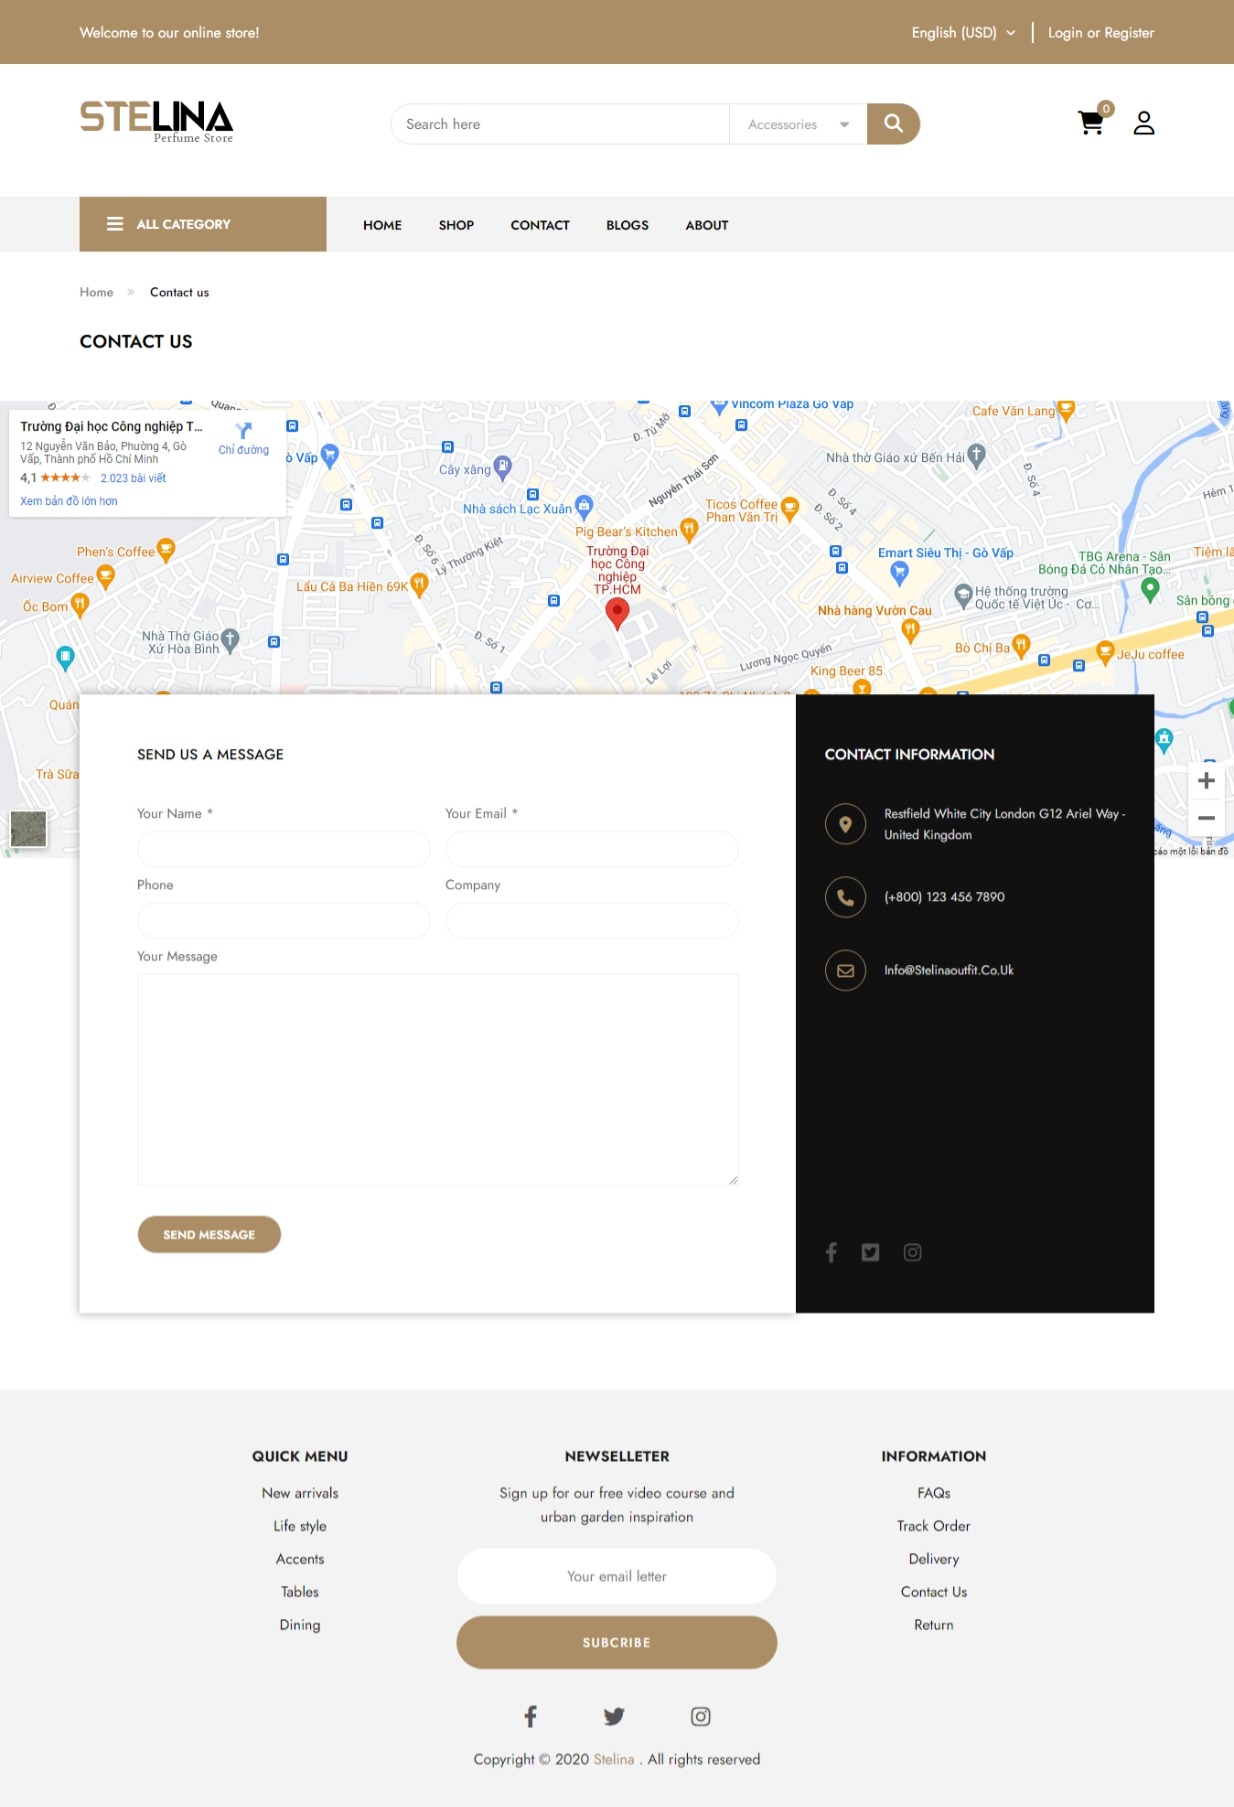 Welcome to our online store!
English (USD)
Login or Register
STELINA
Perfume Store
Search here
Accessories
0
ALL CATEGORY
HOME
SHOP
CONTACT
BLOGS
ABOUT
Home » Contact us
CONTACT US
Trường Đại học Công nghiệp T...
12 Nguyễn Văn Bảo, Phường 4, Gò
Vấp, Thành phố Hồ Chí Minh
4,1 2.023 bài viết
Xem bản đồ lớn hơn
Chỉ đường
Vincom Plaza Gò Vấp
Cafe Văn Lang
Đ. Tú Mỡ
ò Vấp
Cây xăng
Nguyễn Thái Sơn
Nhà thờ Giáo xứ Bến Hải
Đ. Số 4
Đ. Số 4
Đ. Số 2
Hẻm 1
Nhà sách Lạc Xuân
Ticos Coffee
Phan Văn Trị
Pig Bear's Kitchen
Đ. Số 6
Lý Thường Kiệt
Phen's Coffee
Airview Coffee
Ốc Bom
Lẩu Cá Ba Hiền 69K
Trường Đại
học Công
nghiệp
TP.HCM
Emart Siêu Thị - Gò Vấp
TBG Arena - Sân
Bóng Đá Cỏ Nhân Tạo...
Tiệm lẩ
Hệ thống trường
Quốc tế Việt Úc - Cơ...
Sân bóng
Nhà hàng Vườn Cau
Nhà Thờ Giáo
Xứ Hòa Bình
Đ. Số 1
Lê Lợi
Lương Ngọc Quyến
King Beer 85
Bò Chị Ba
JeJu coffee
Quán
Trà Sữa
cáo một lỗi bản đồ
SEND US A MESSAGE
Your Name *
Your Email *
Phone
Company
Your Message
SEND MESSAGE
CONTACT INFORMATION
Restfield White City London G12 Ariel Way -
United Kingdom
(+800) 123 456 7890
Info@Stelinaoutfit.Co.Uk
QUICK MENU
New arrivals
Life style
Accents
Tables
Dining
NEWSELLETER
Sign up for our free video course and
urban garden inspiration
Your email letter
SUBCRIBE
INFORMATION
FAQs
Track Order
Delivery
Contact Us
Return
Copyright © 2020 Stelina . All rights reserved